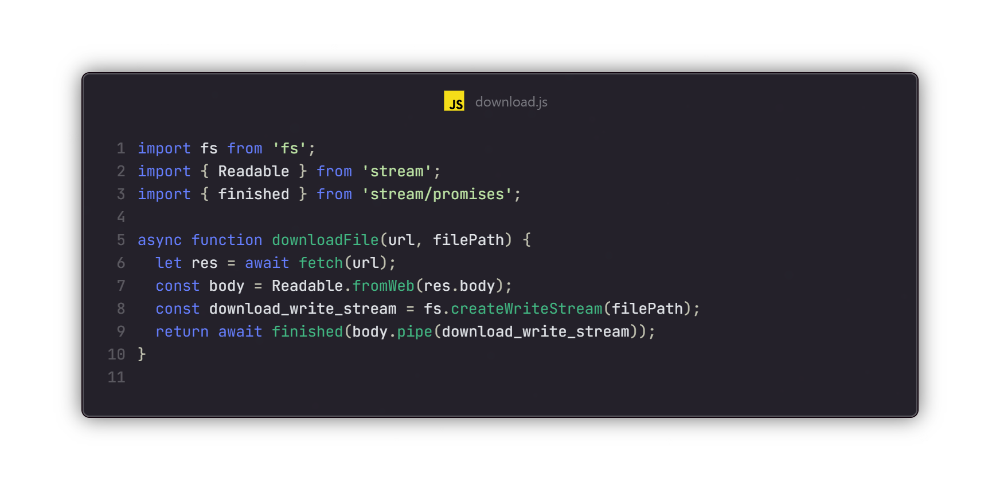 JS download.js
1 import fs from 'fs';
2 import { Readable } from 'stream';
3 import { finished } from 'stream/promises';
4
5 async function downloadFile(url, filePath) {
6   let res = await fetch(url);
7   const body = Readable.fromWeb(res.body);
8   const download_write_stream = fs.createWriteStream(filePath);
9   return await finished(body.pipe(download_write_stream));
10 }
11